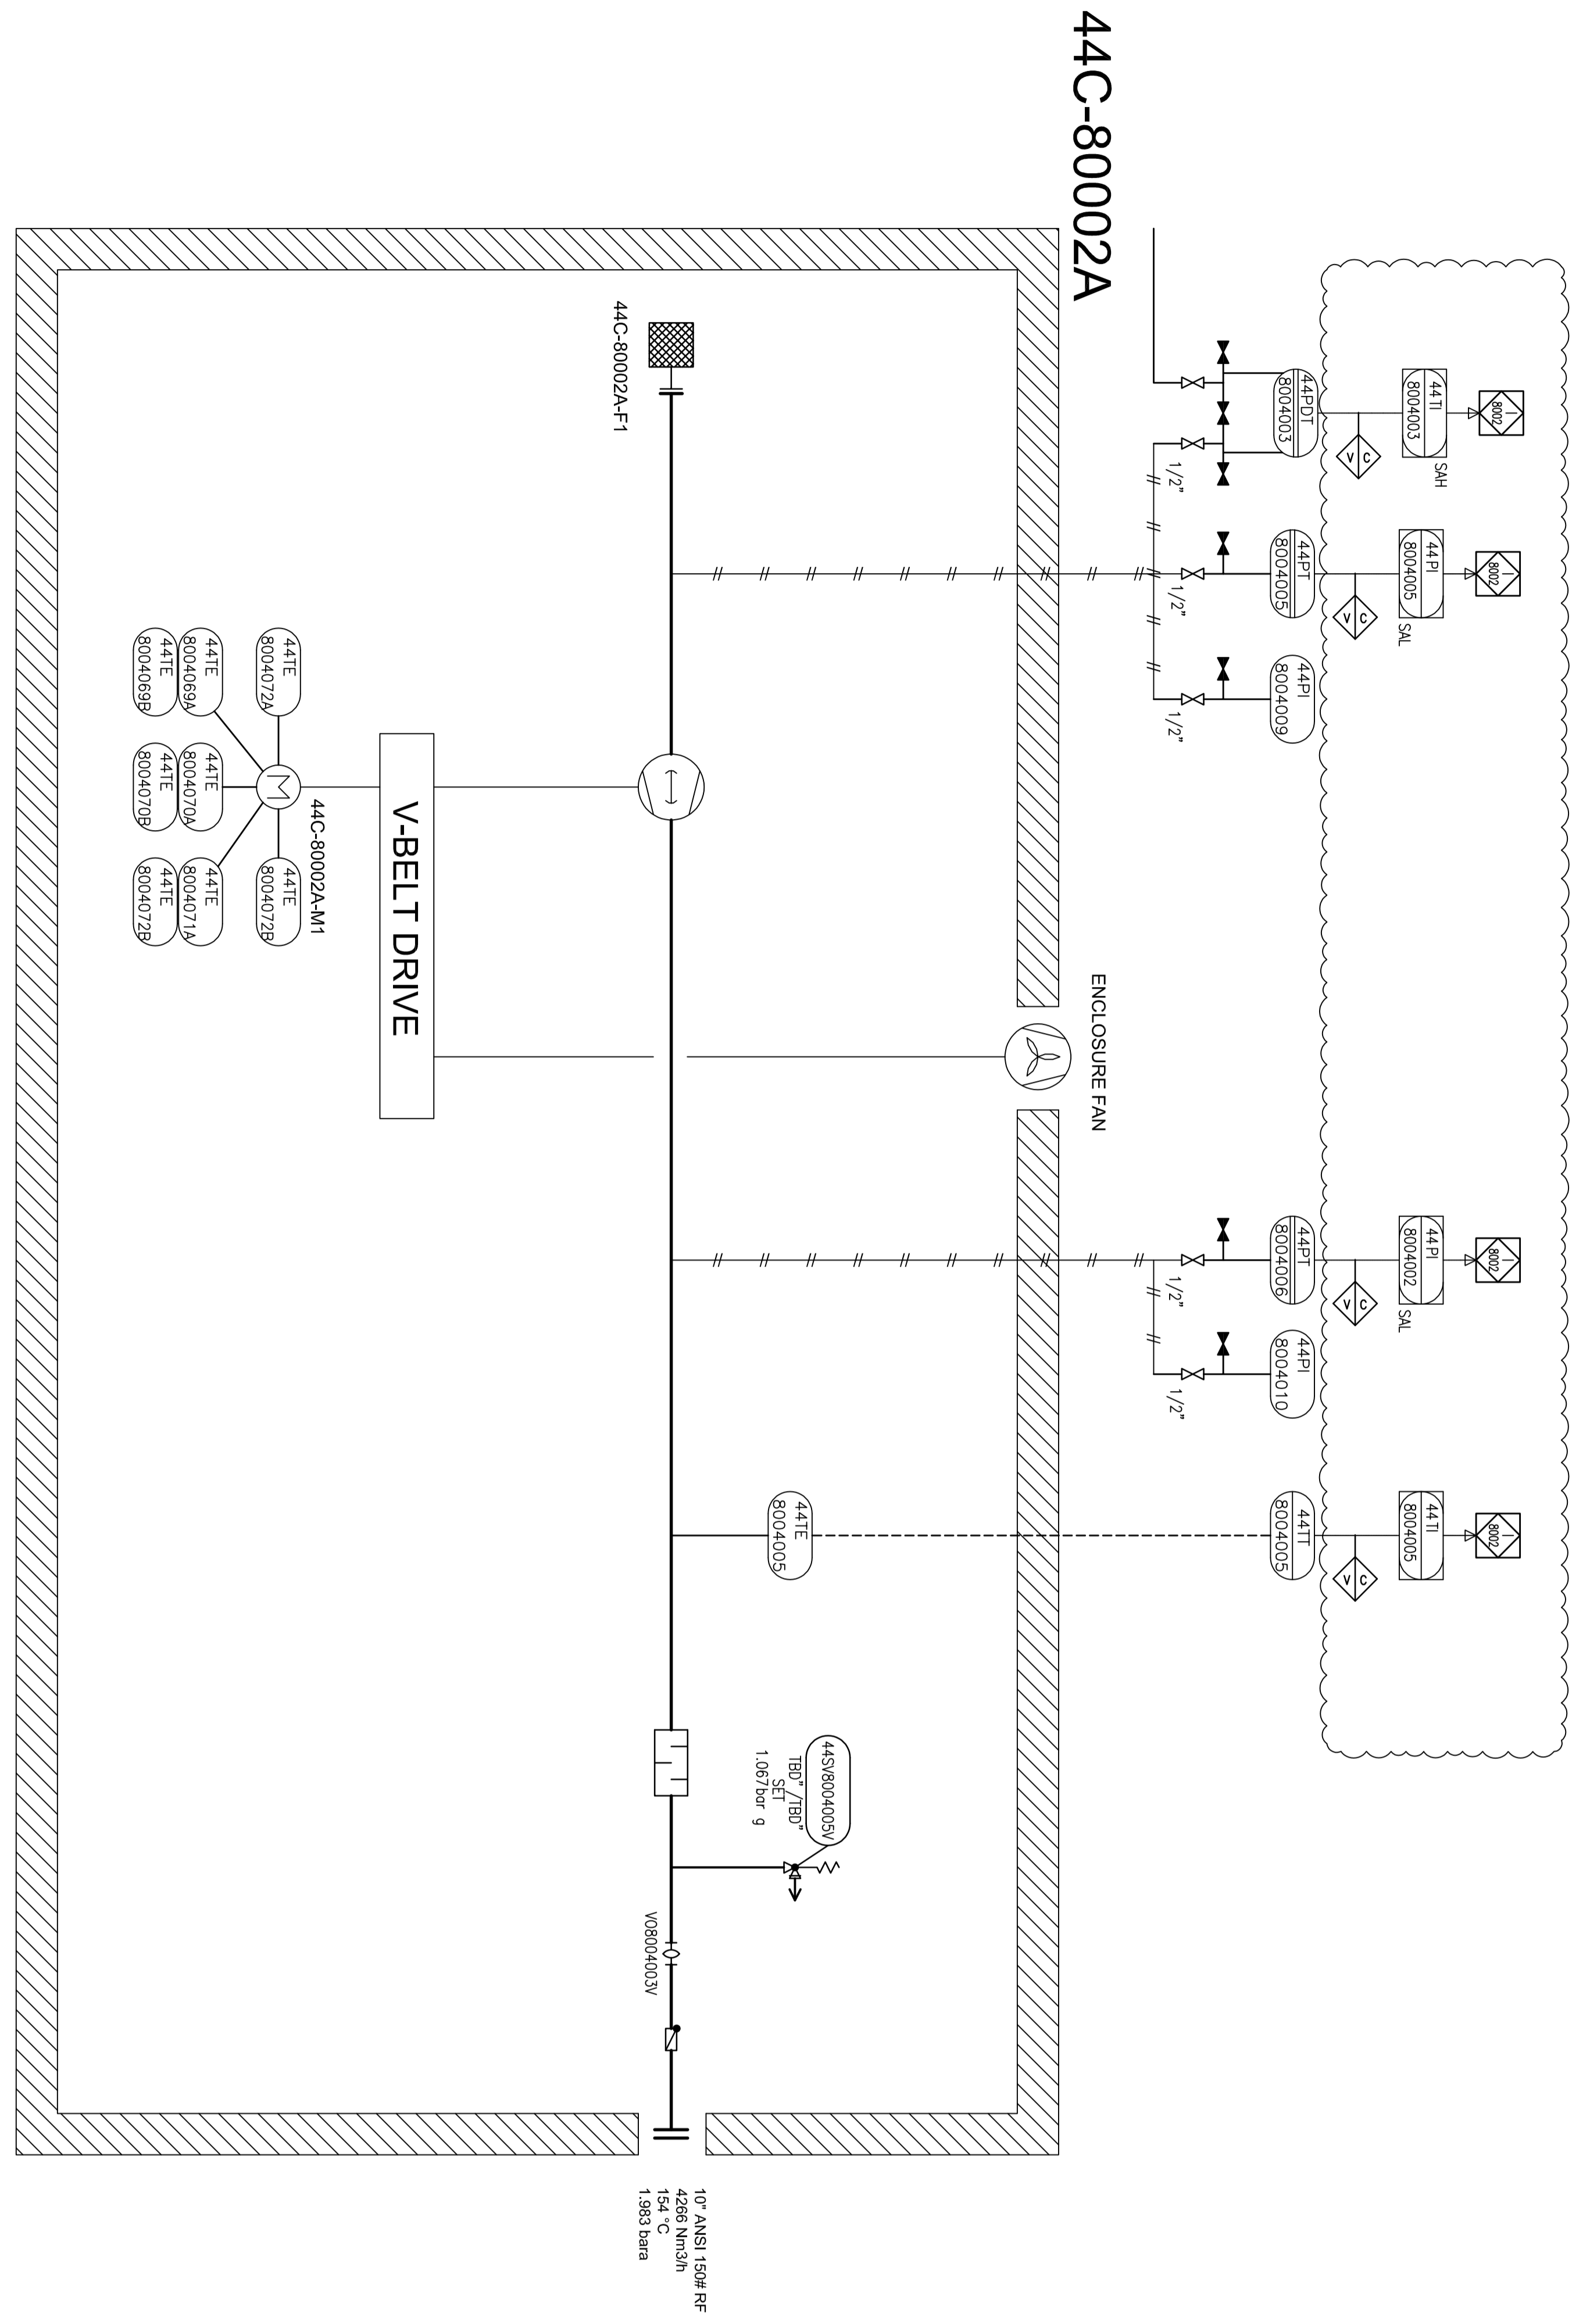 I
8002
I
8002
I
8002
I
8002
44TI
8004003
SAH
44PI
8004005
SAL
44PI
8004002
SAL
44TI
8004005
C
V
C
V
C
V
C
V
44PDT
8004003
44PT
8004005
44PI
8004009
44PT
8004006
44PI
8004010
44TT
8004005
1/2"
1/2"
1/2"
1/2"
1/2"
44C-80002A
ENCLOSURE FAN
44TE
8004005
44SV8004005V
TBD"/TBD"
SET
1.067bar g
V08004003V
10" ANSI 150# RF
4266 Nm3/h
154 °C
1.983 bara
44C-80002A-F1
V-BELT DRIVE
44C-80002A-M1
M
44TE
8004072A
44TE
8004072B
44TE
8004069A
44TE
8004070A
44TE
8004071A
44TE
8004069B
44TE
8004070B
44TE
8004072B